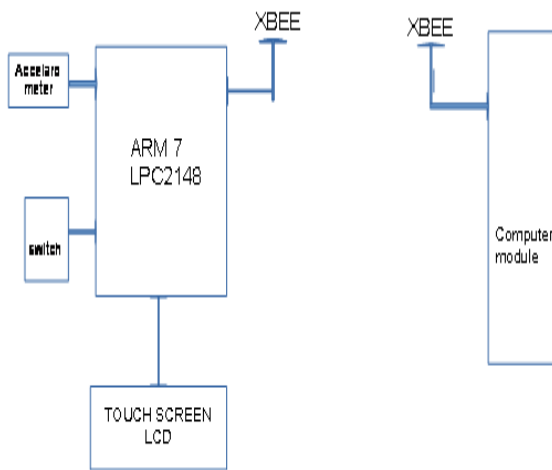 XBEE
XBEE
Accelaro
meter
ARM 7
LPC2148
switch
Computer
module
TOUCH SCREEN
LCD